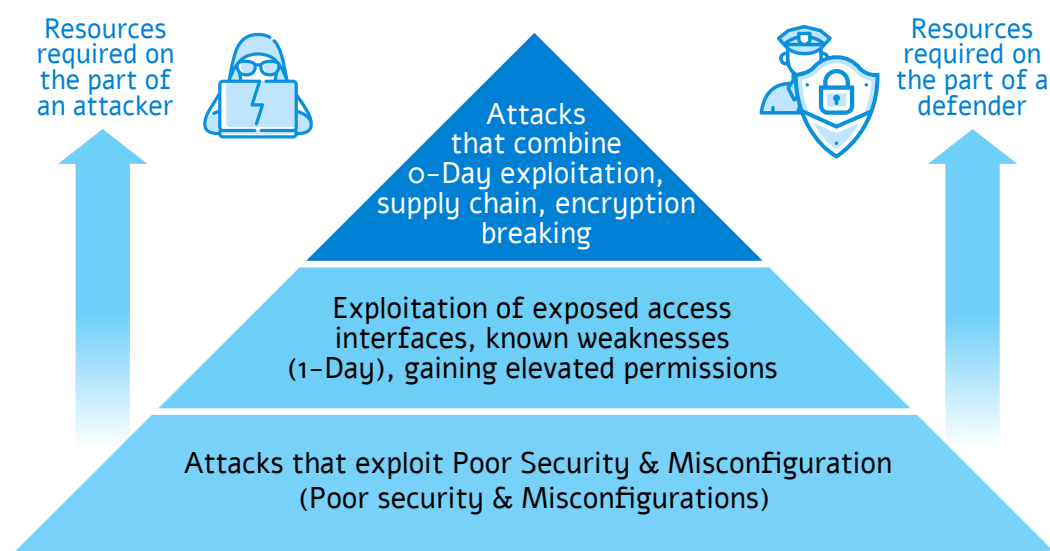 Resources
required on
the part of
an attacker
Resources
required on
the part of a
defender
Attacks
that combine
0-Day exploitation,
supply chain, encryption
breaking
Exploitation of exposed access
interfaces, known weaknesses
(1-Day), gaining elevated permissions
Attacks that exploit Poor Security & Misconfiguration
(Poor security & Misconfigurations)